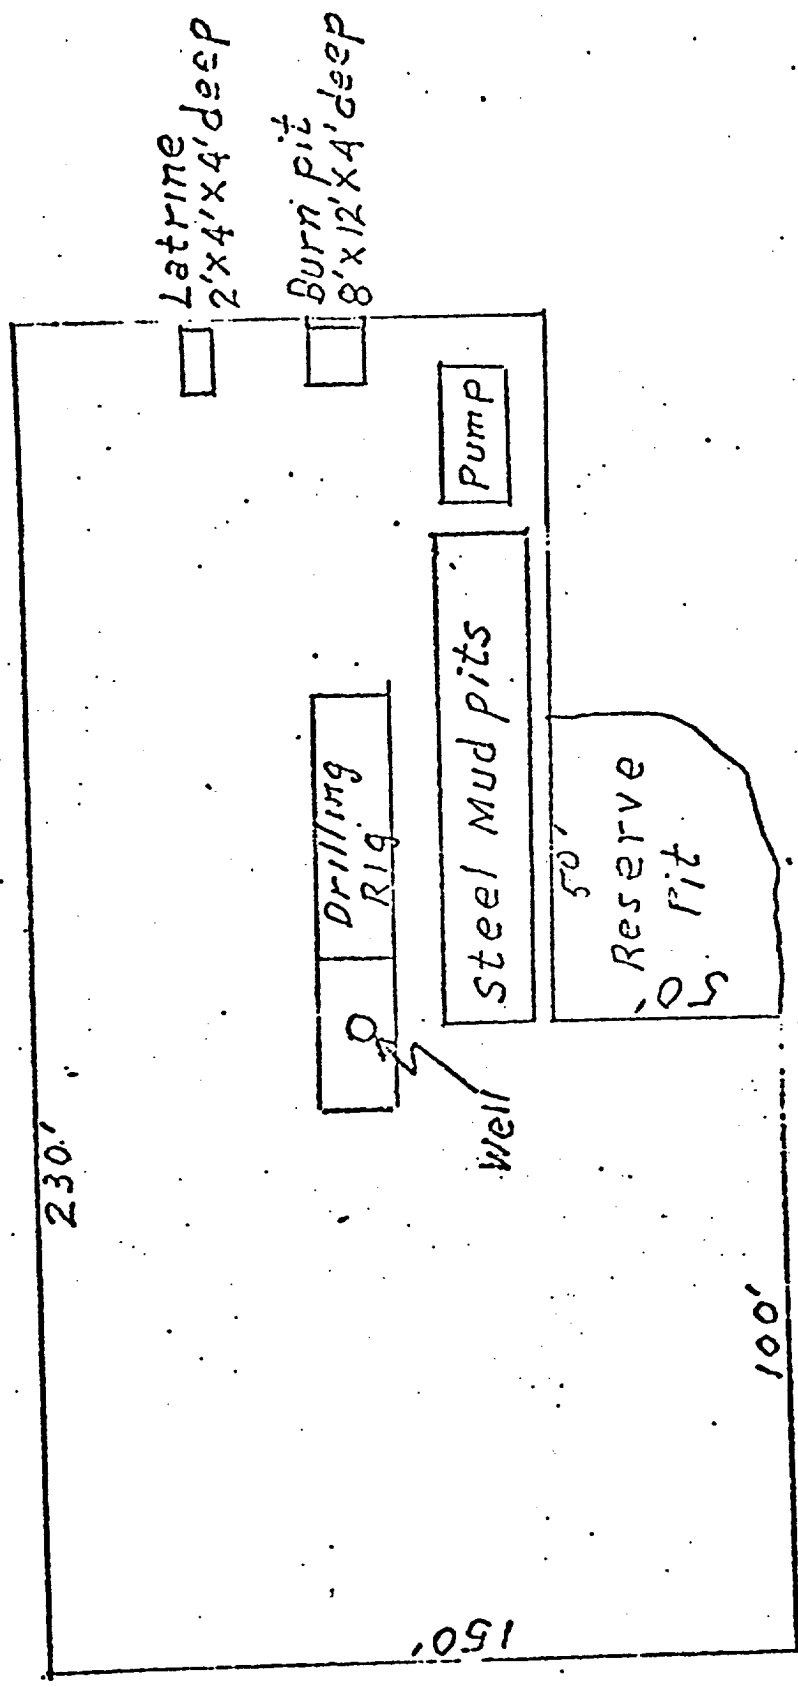 Latrine
2'x4'x4' deep
Burn pit
8'x12'x4' deep
230'
Pump
Drilling
Rig
Steel Mud pits
Well
50'
Reserve
Pit
50'
100'
150'